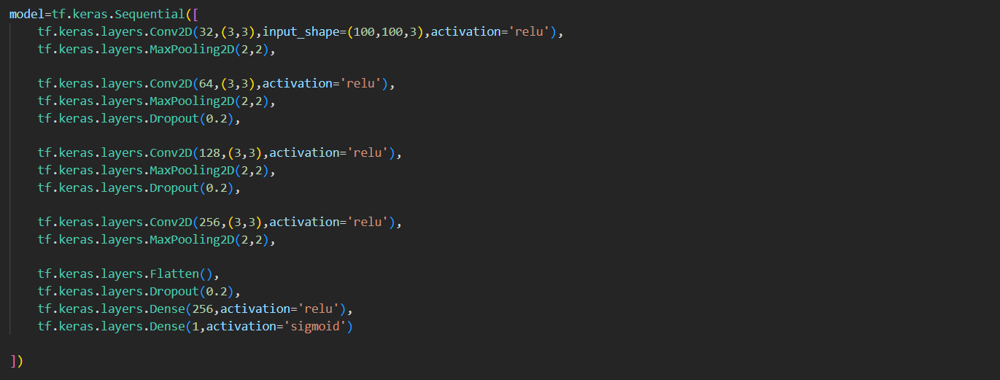 model=tf.keras.Sequential([
    tf.keras.layers.Conv2D(32,(3,3),input_shape=(100,100,3),activation='relu'),
    tf.keras.layers.MaxPooling2D(2,2),

    tf.keras.layers.Conv2D(64,(3,3),activation='relu'),
    tf.keras.layers.MaxPooling2D(2,2),
    tf.keras.layers.Dropout(0.2),

    tf.keras.layers.Conv2D(128,(3,3),activation='relu'),
    tf.keras.layers.MaxPooling2D(2,2),
    tf.keras.layers.Dropout(0.2),

    tf.keras.layers.Conv2D(256,(3,3),activation='relu'),
    tf.keras.layers.MaxPooling2D(2,2),

    tf.keras.layers.Flatten(),
    tf.keras.layers.Dropout(0.2),
    tf.keras.layers.Dense(256,activation='relu'),
    tf.keras.layers.Dense(1,activation='sigmoid')

])